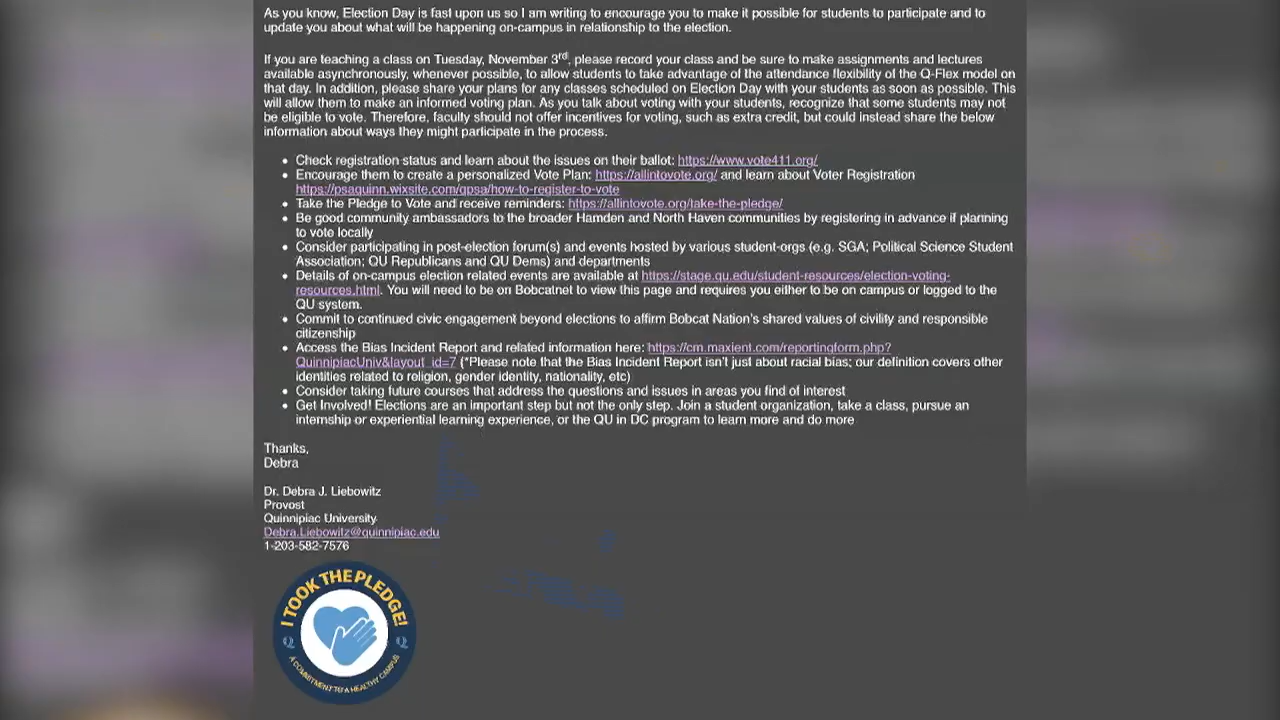 As you know, Election Day is fast upon us so I am writing to encourage you to make it possible for students to participate and to
update you about what will be happening on-campus in relationship to the election.
If you are teaching a class on Tuesday, November 3rd, please record your class and be sure to make assignments and lectures
available asynchronously, whenever possible, to allow students to take advantage of the attendance flexibility of the Q-Flex model on
that day. In addition, please share your plans for any classes scheduled on Election Day with your students as soon as possible. This
will allow them to make an informed voting plan. As you talk about voting with your students, recognize that some students may not
be eligible to vote. Therefore, faculty should not offer incentives for voting, such as extra credit, but could instead share the below
information about ways they might participate in the process.
• Check registration status and learn about the issues on their ballot: https://www.vote411.org/
• Encourage them to create a personalized Vote Plan: https://allintovote.org/ and learn about Voter Registration
https://psaquinn.wixsite.com/qpsa/how-to-register-to-vote
• Take the Pledge to Vote and receive reminders: https://allintovote.org/take-the-pledge/
• Be good community ambassadors to the broader Hamden and North Haven communities by registering in advance if planning
to vote locally
• Consider participating in post-election forum(s) and events hosted by various student-orgs (e.g. SGA; Political Science Student
Association; QU Republicans and QU Dems) and departments
• Details of on-campus election related events are available at https://stage.qu.edu/student-resources/election-voting-
resources.html. You will need to be on Bobcatnet to view this page and requires you either to be on campus or logged to the
QU system.
• Commit to continued civic engagement beyond elections to affirm Bobcat Nation's shared values of civility and responsible
citizenship
• Access the Bias Incident Report and related information here: https://cm.maxient.com/reportingform.php?
QuinnipiacUniv&layout_id=7 (*Please note that the Bias Incident Report isn't just about racial bias; our definition covers other
identities related to religion, gender identity, nationality, etc)
• Consider taking future courses that address the questions and issues in areas you find of interest
• Get Involved! Elections are an important step but not the only step. Join a student organization, take a class, pursue an
internship or experiential learning experience, or the QU in DC program to learn more and do more
Thanks,
Debra
Dr. Debra J. Liebowitz
Provost
Quinnipiac University
Debra.Liebowitz@quinnipiac.edu
1-203-582-7576
I TOOK THE PLEDGE!
Q Q
A COMMITMENT TO A HEALTHY CAMPUS